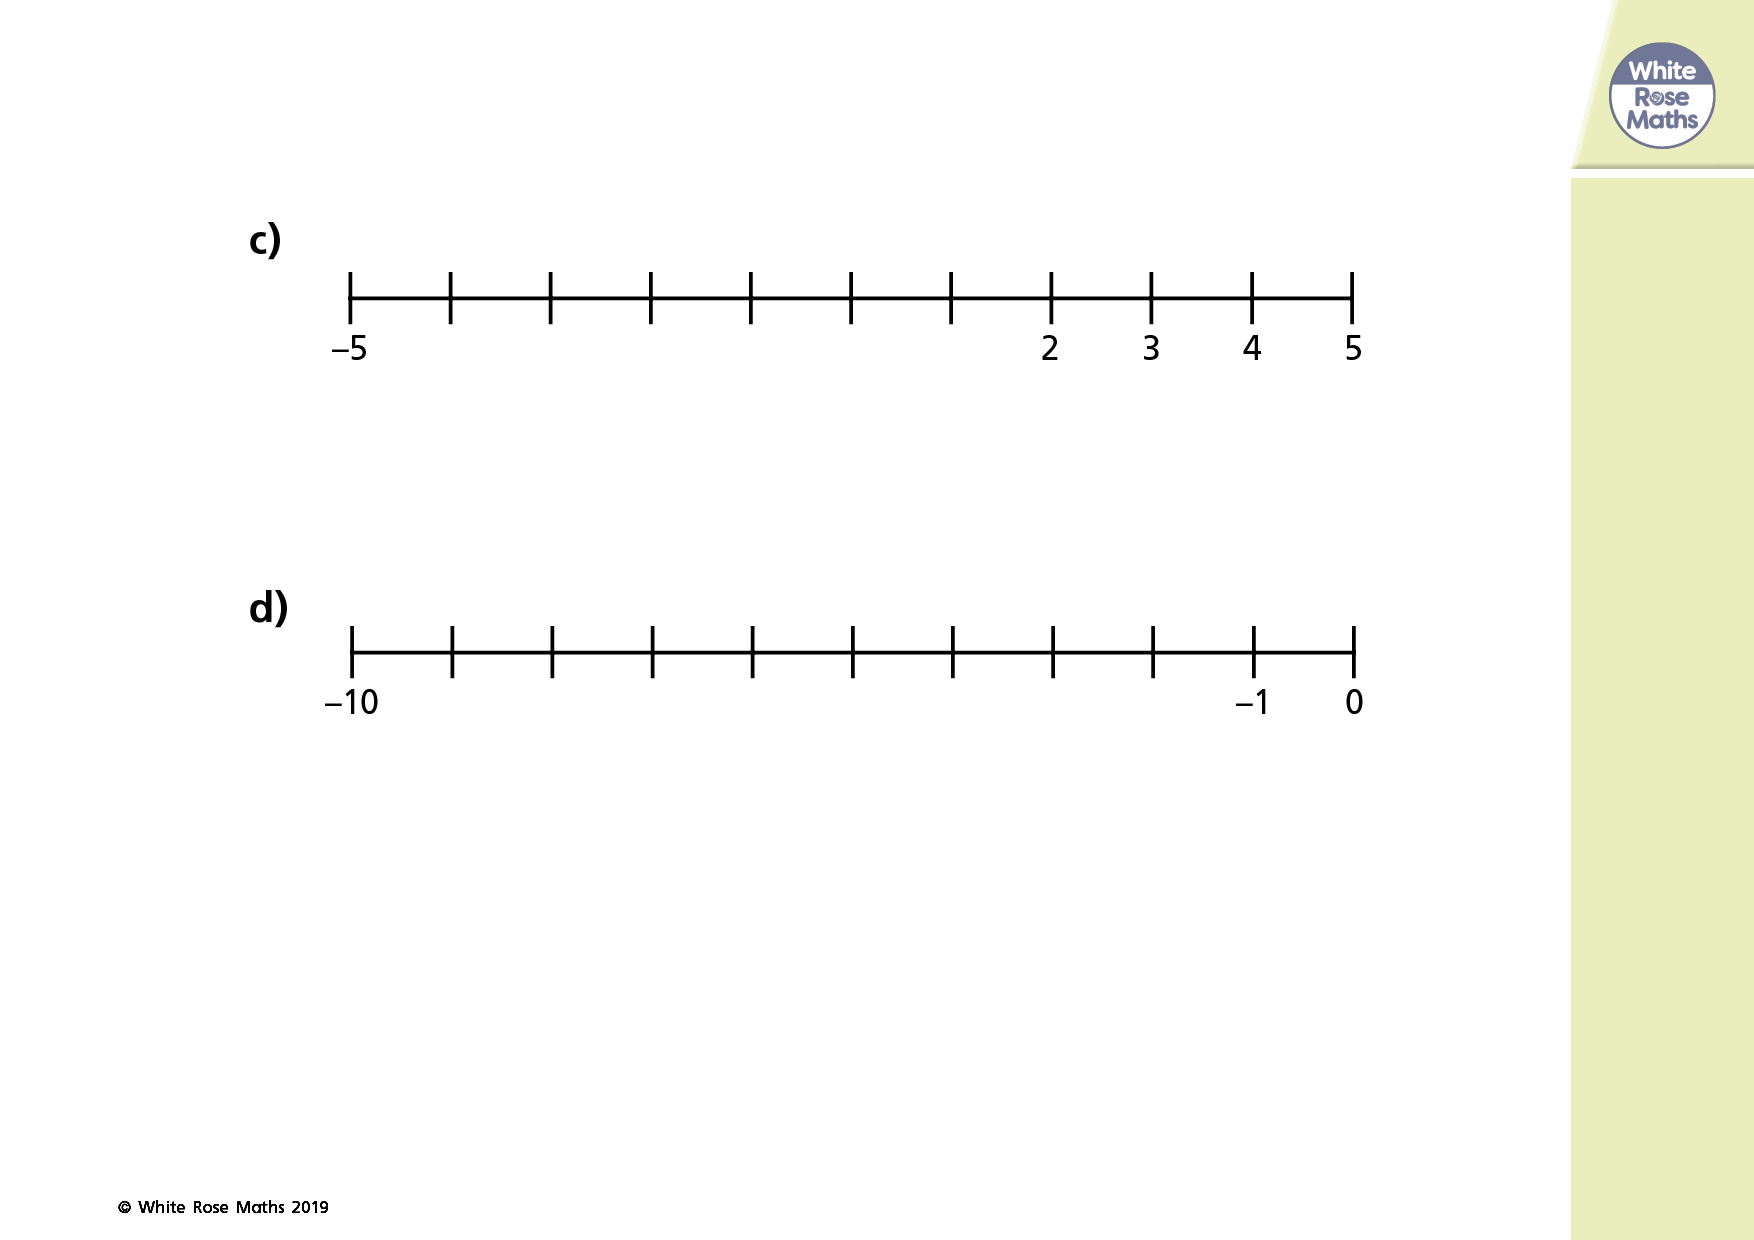 White
Rose
Maths
c)
–5 2 3 4 5
d)
–10 –1 0
© White Rose Maths 2019